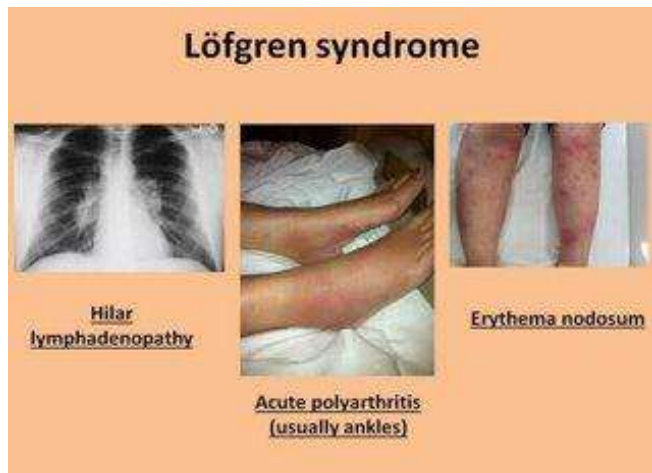 Löfgren syndrome
Hilar
lymphadenopathy
Erythema nodosum
Acute polyarthritis
(usually ankles)